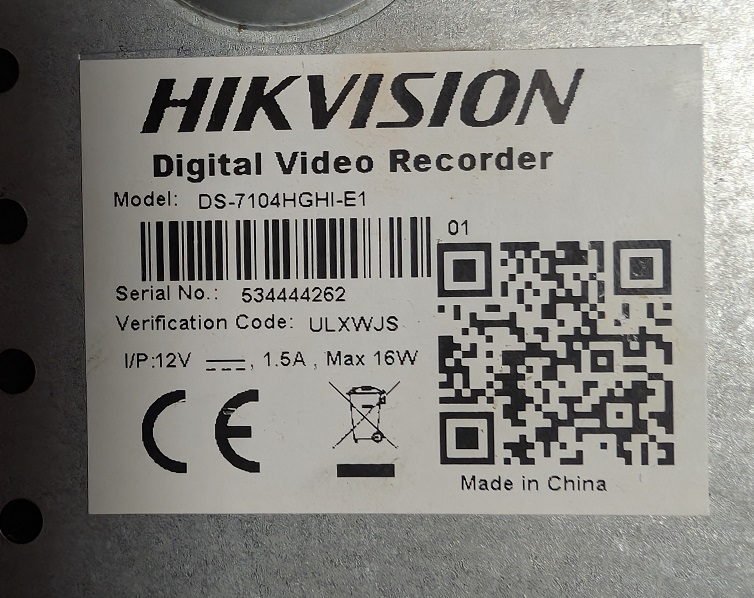 HIKVISION
Digital Video Recorder
Model: DS-7104HGHI-E1
01
Serial No.: 534444262
Verification Code: ULXWJS
I/P:12V ⎓, 1.5A , Max 16W
CE
Made in China